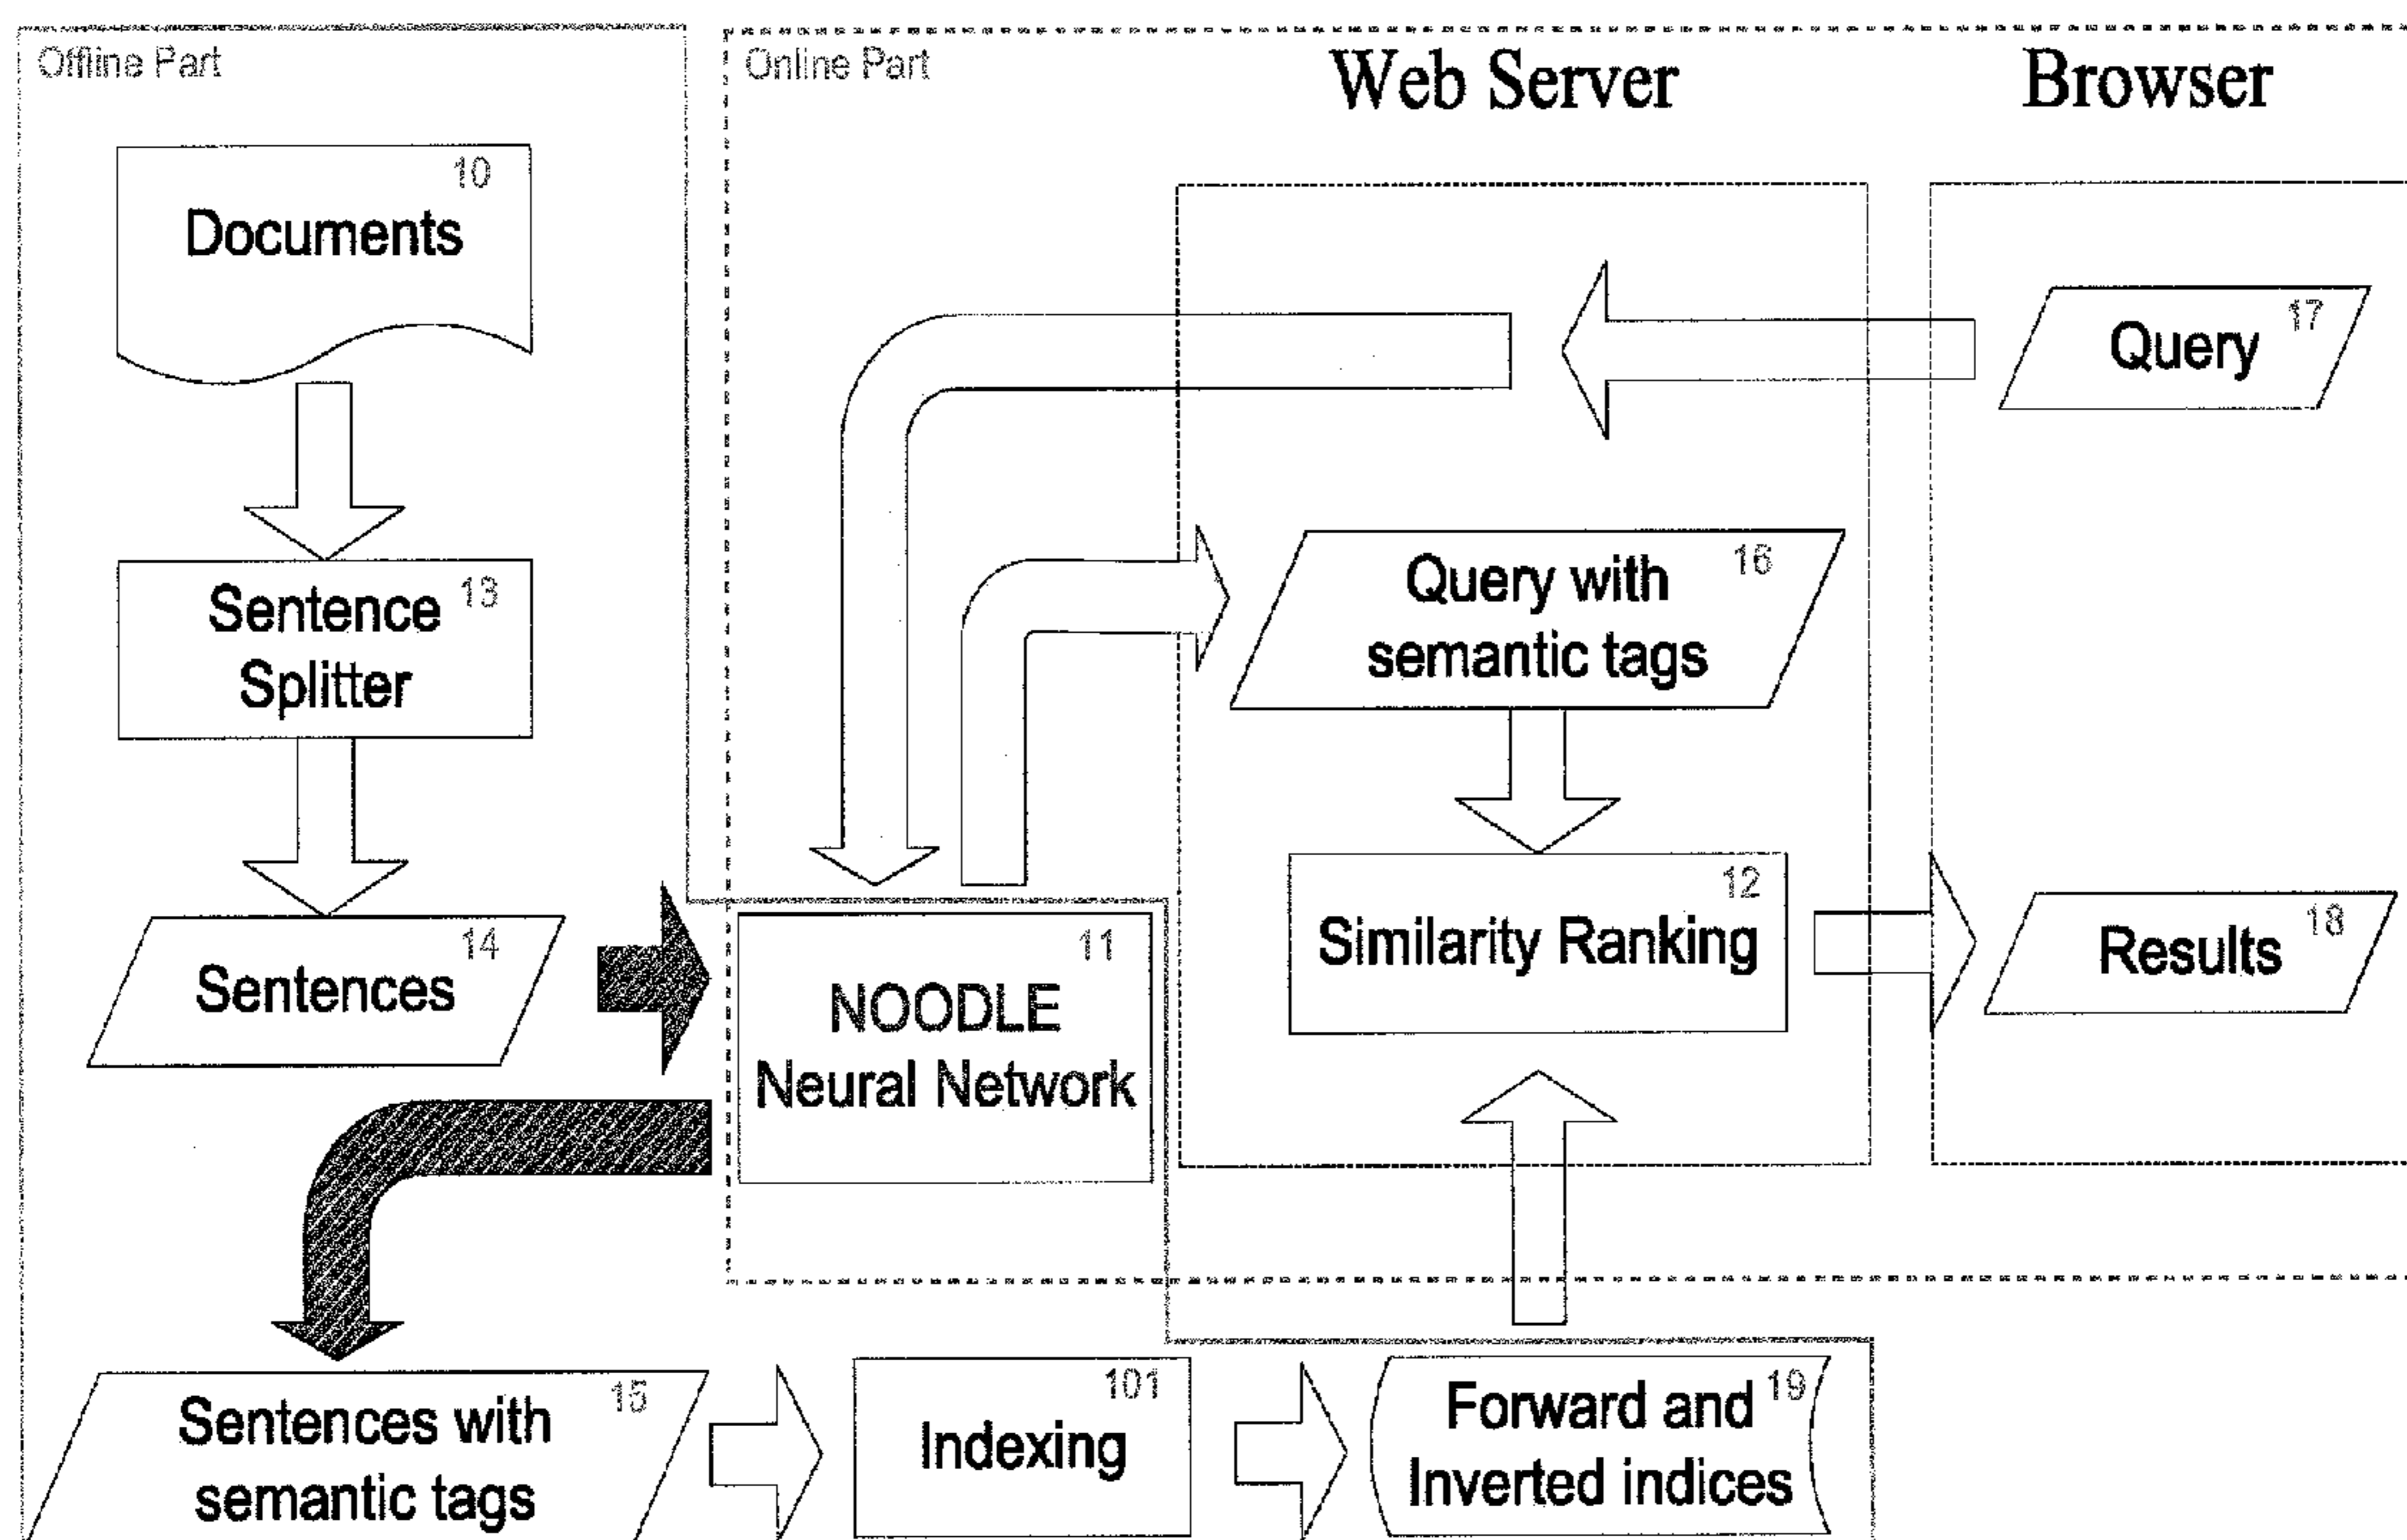 Offline Part
Online Part
Web Server
Browser
10
Documents
17
Query
13
Sentence
Splitter
16
Query with
semantic tags
14
Sentences
11
NOODLE
Neural Network
12
Similarity Ranking
18
Results
15
Sentences with
semantic tags
101
Indexing
19
Forward and
Inverted indices